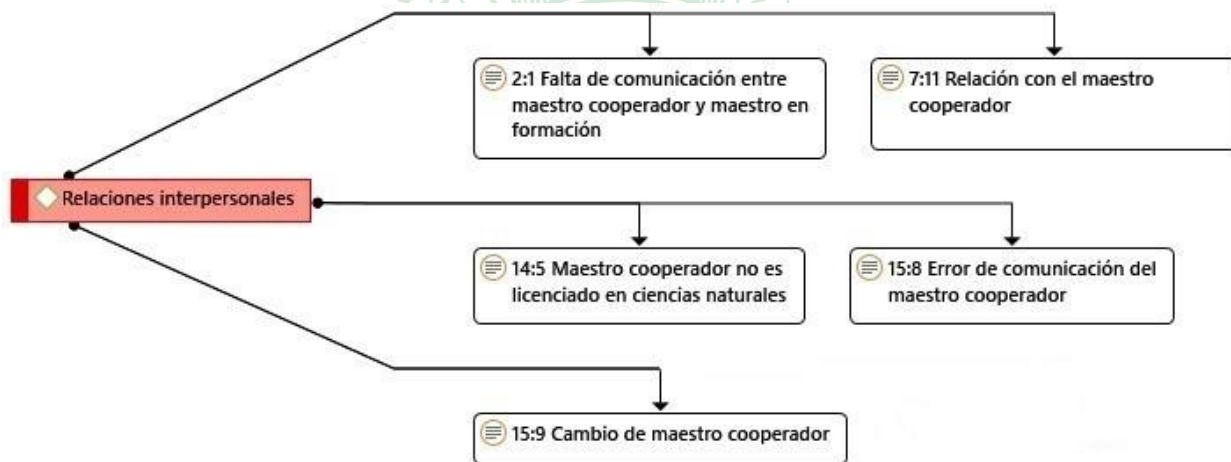 2:1 Falta de comunicación entre
maestro cooperador y maestro en
formación
7:11 Relación con el maestro
cooperador
Relaciones interpersonales
14:5 Maestro cooperador no es
licenciado en ciencias naturales
15:8 Error de comunicación del
maestro cooperador
15:9 Cambio de maestro cooperador